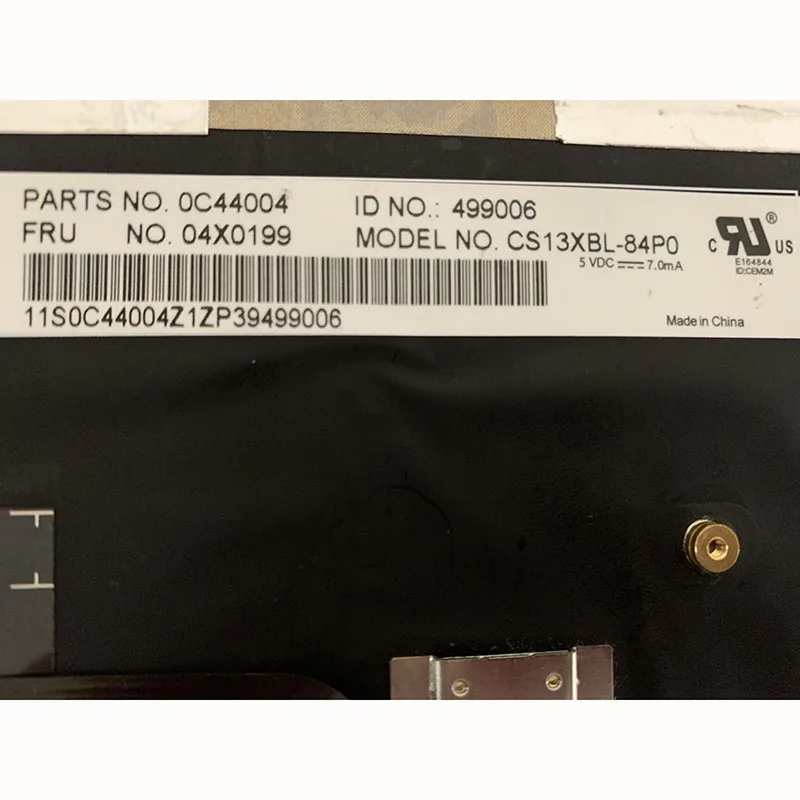 PARTS NO. 0C44004 ID NO.: 499006
FRU NO. 04X0199 MODEL NO. CS13XBL-84P0
5 VDC 7.0mA
11S0C44004Z1ZP39499006
c RU ® US
E164844
ID:CEM2M
Made in China